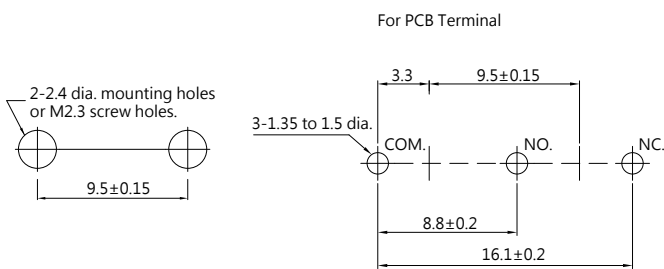 For PCB Terminal
2-2.4 dia. mounting holes
or M2.3 screw holes.
9.5±0.15
3.3
9.5±0.15
3-1.35 to 1.5 dia.
COM.
NO.
NC.
8.8±0.2
16.1±0.2